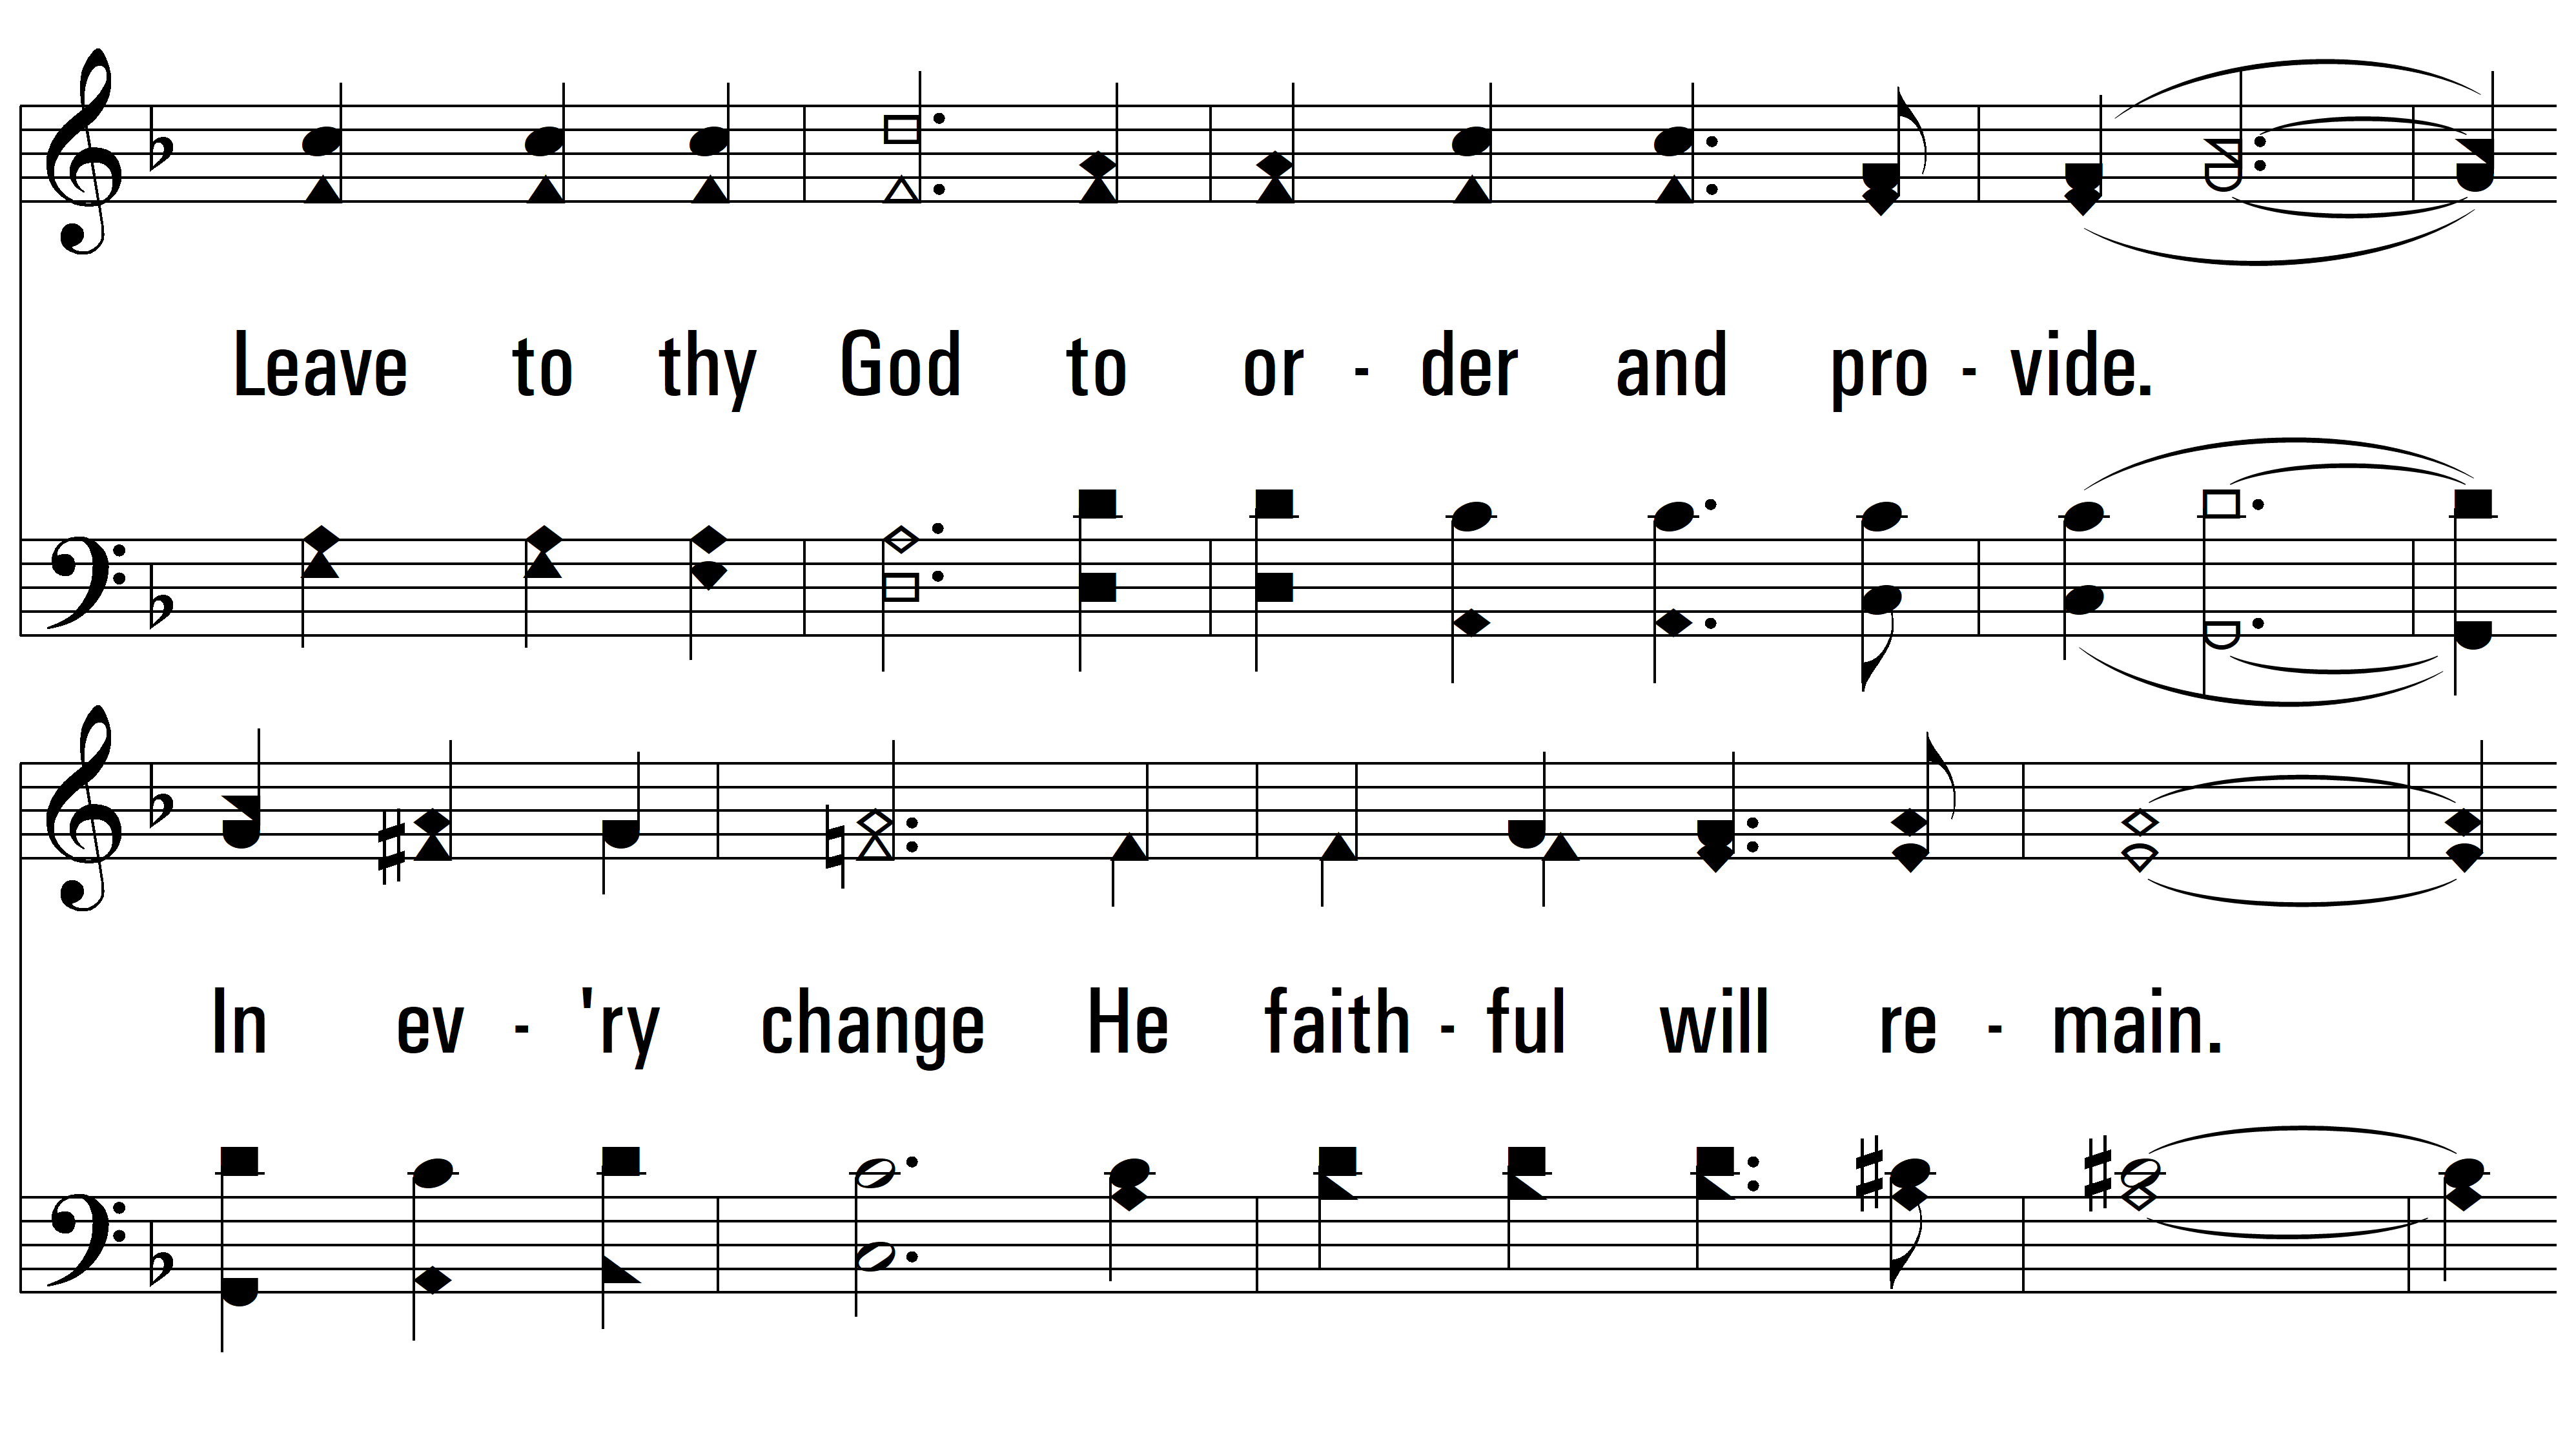 Leave to thy God to or - der and pro - vide.
In ev - 'ry change He faith - ful will re - main.